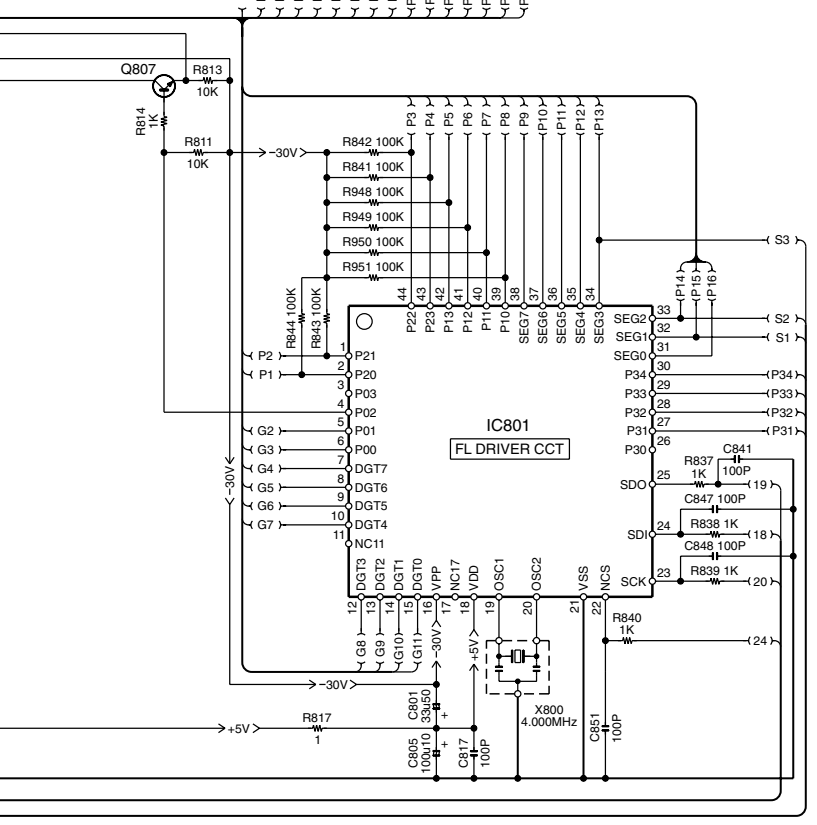 Q807
R813
10K
R814
1K
R811
10K
–30V
P3
P4
P5
P6
P7
P8
P9
P10
P11
P12
P13
R842 100K
R841 100K
R948 100K
R949 100K
R950 100K
R951 100K
R844 100K
R843 100K
44
43
42
41
40
39
38
37
36
35
34
P22
P23
P13
P12
P11
P10
SEG7
SEG6
SEG5
SEG4
SEG3
P14
P15
P16
S3
SEG2 33 S2
SEG1 32 S1
SEG0 31
P34 30 P34
P33 29 P33
P32 28 P32
P31 27 P31
P30 26
P2 1 P21
P1 2 P20
3 P03
4 P02
G2 5 P01
G3 6 P00
G4 7 DGT7
G5 8 DGT6
G6 9 DGT5
G7 10 DGT4
11 NC11
–30V
IC801
FL DRIVER CCT
C841
100P
R837
1K
SDO 25 19
C847 100P
SDI 24 R838 1K 18
C848 100P
SCK 23 R839 1K 20
DGT3
DGT2
DGT1
DGT0
VPP
NC17
VDD
OSC1
OSC2
VSS
NCS
12
13
14
15
16
17
18
19
20
21
22
G8
G9
G10
G11
–30V
+5V
R840
1K
24
–30V
C801
33u50
+
X800
4.000MHz
+5V
R817
1
C805
100u10
+
C817
100P
C851
100P